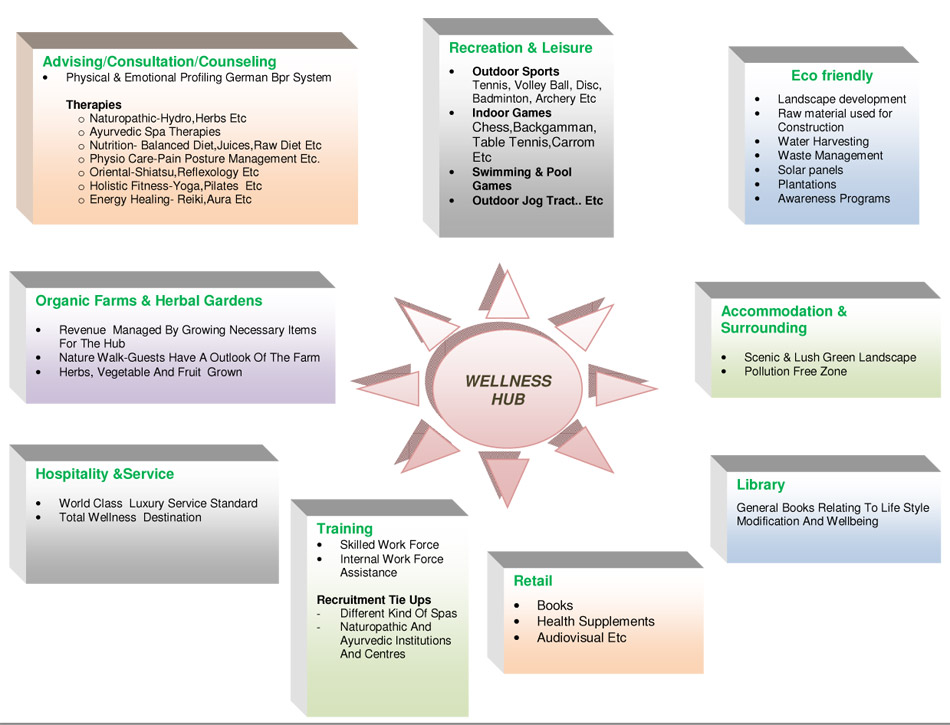 Advising/Consultation/Counseling
• Physical & Emotional Profiling German Bpr System
Therapies
o Naturopathic-Hydro,Herbs Etc
o Ayurvedic Spa Therapies
o Nutrition- Balanced Diet,Juices,Raw Diet Etc
o Physio Care-Pain Posture Management Etc.
o Oriental-Shiatsu,Reflexology Etc
o Holistic Fitness-Yoga,Pilates Etc
o Energy Healing- Reiki,Aura Etc
Recreation & Leisure
• Outdoor Sports
Tennis, Volley Ball, Disc,
Badminton, Archery Etc
• Indoor Games
Chess,Backgamman,
Table Tennis,Carrom
Etc
• Swimming & Pool
Games
• Outdoor Jog Tract.. Etc
Eco friendly
• Landscape development
• Raw material used for
Construction
• Water Harvesting
• Waste Management
• Solar panels
• Plantations
• Awareness Programs
Organic Farms & Herbal Gardens
• Revenue Managed By Growing Necessary Items
For The Hub
• Nature Walk-Guests Have A Outlook Of The Farm
• Herbs, Vegetable And Fruit Grown
WELLNESS
HUB
Accommodation &
Surrounding
• Scenic & Lush Green Landscape
• Pollution Free Zone
Hospitality &Service
• World Class Luxury Service Standard
• Total Wellness Destination
Training
• Skilled Work Force
• Internal Work Force
Assistance
Recruitment Tie Ups
- Different Kind Of Spas
- Naturopathic And
Ayurvedic Institutions
And Centres
Retail
• Books
• Health Supplements
• Audiovisual Etc
Library
General Books Relating To Life Style
Modification And Wellbeing